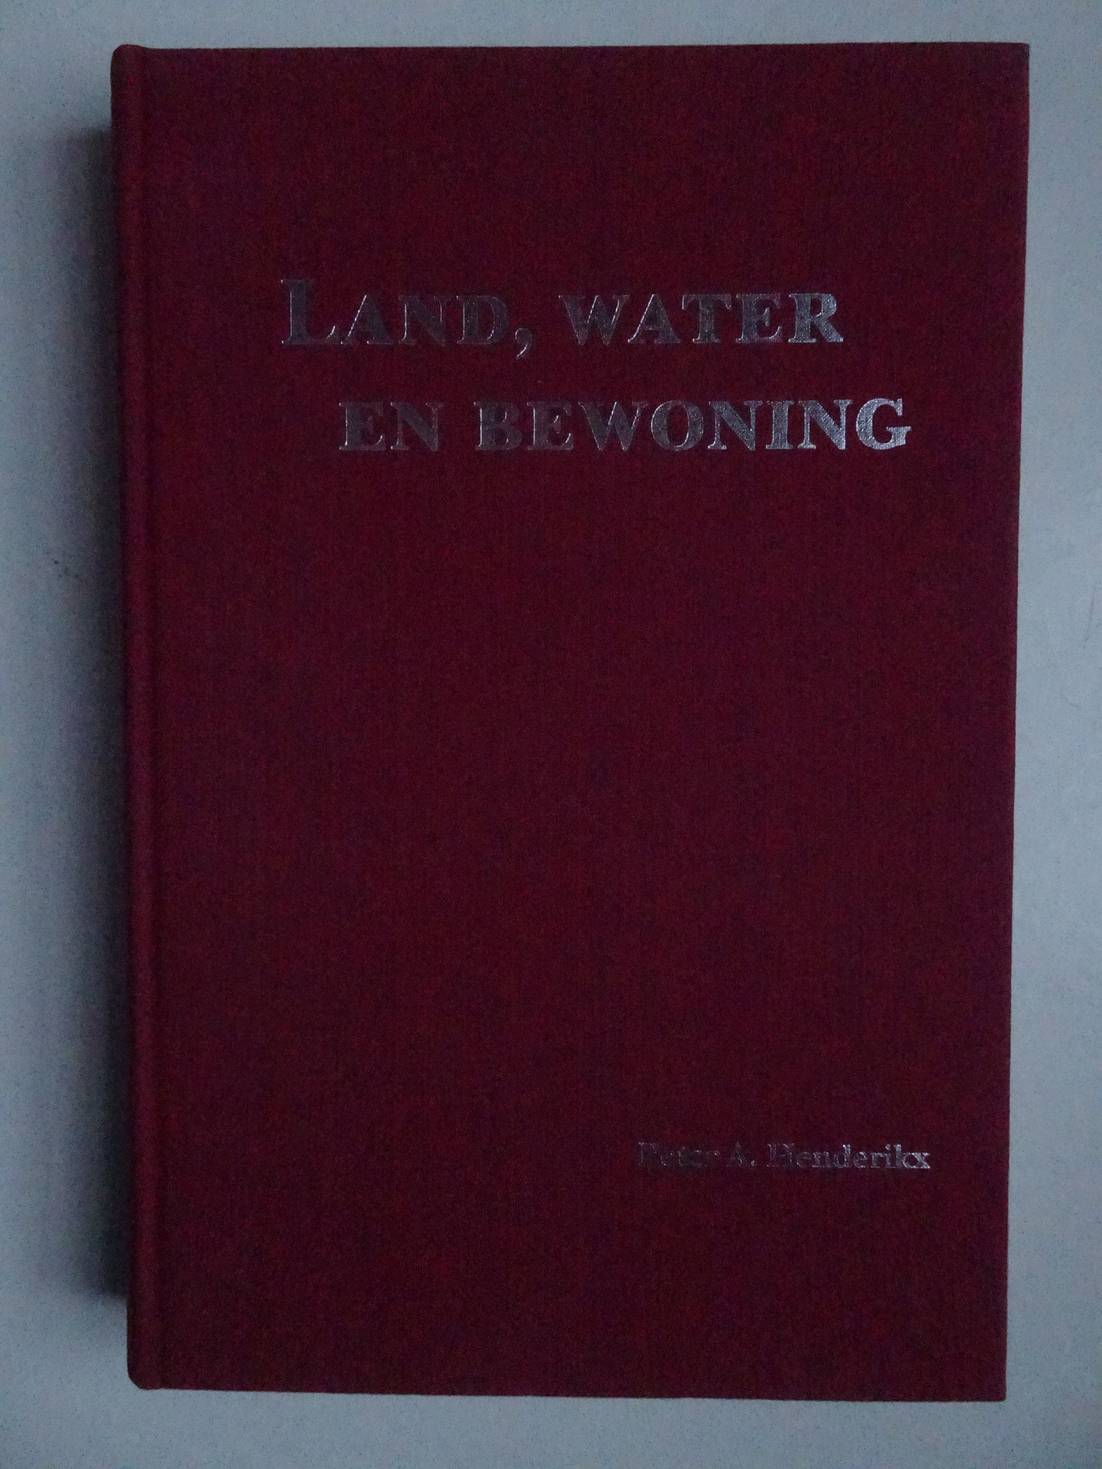 LAND, WATER
EN BEWONING
Peter A. Henderikx